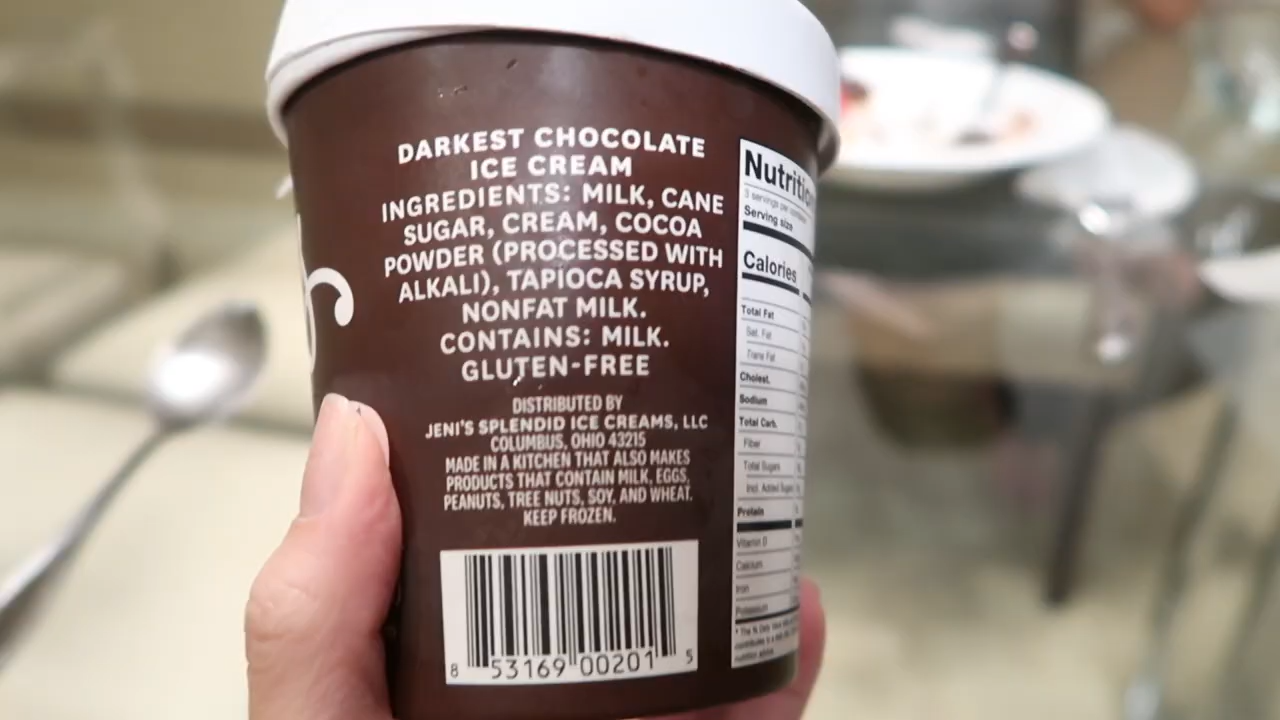 DARKEST CHOCOLATE
ICE CREAM
INGREDIENTS: MILK, CANE
SUGAR, CREAM, COCOA
POWDER (PROCESSED WITH
ALKALI), TAPIOCA SYRUP,
NONFAT MILK.
CONTAINS: MILK.
GLUTEN-FREE
DISTRIBUTED BY
JENI'S SPLENDID ICE CREAMS, LLC
COLUMBUS, OHIO 43215
MADE IN A KITCHEN THAT ALSO MAKES
PRODUCTS THAT CONTAIN MILK, EGGS,
PEANUTS, TREE NUTS, SOY, AND WHEAT.
KEEP FROZEN.
8 53169 00201 5
Nutritio
3 servings per
Serving size
Calories
Total Fat
Sat. Fat
Trans Fat
Cholest.
Sodium
Total Carb.
Fiber
Total Sugars
Incl. Added Sugars
Protein
Vitamin D
Calcium
Iron
Potassium